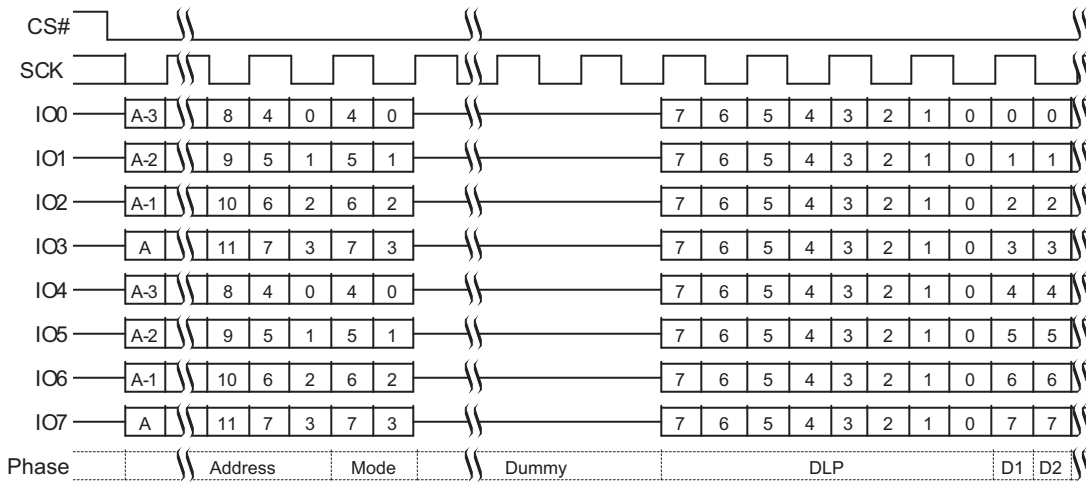 CS#
SCK
IO0 A-3 8 4 0 4 0 7 6 5 4 3 2 1 0 0 0
IO1 A-2 9 5 1 5 1 7 6 5 4 3 2 1 0 1 1
IO2 A-1 10 6 2 6 2 7 6 5 4 3 2 1 0 2 2
IO3 A 11 7 3 7 3 7 6 5 4 3 2 1 0 3 3
IO4 A-3 8 4 0 4 0 7 6 5 4 3 2 1 0 4 4
IO5 A-2 9 5 1 5 1 7 6 5 4 3 2 1 0 5 5
IO6 A-1 10 6 2 6 2 7 6 5 4 3 2 1 0 6 6
IO7 A 11 7 3 7 3 7 6 5 4 3 2 1 0 7 7
Phase Address Mode Dummy DLP D1 D2